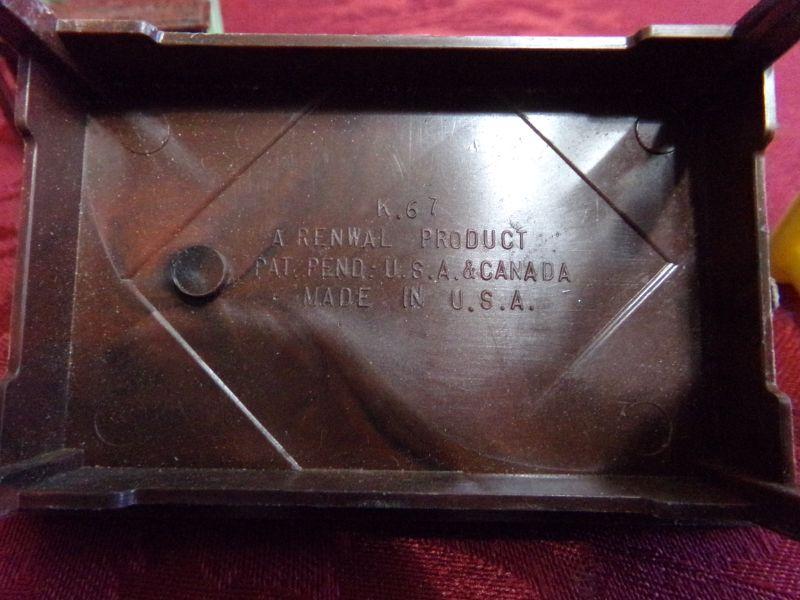 K.67
A RENWAL PRODUCT
PAT. PEND. U.S.A. & CANADA
MADE IN U.S.A.